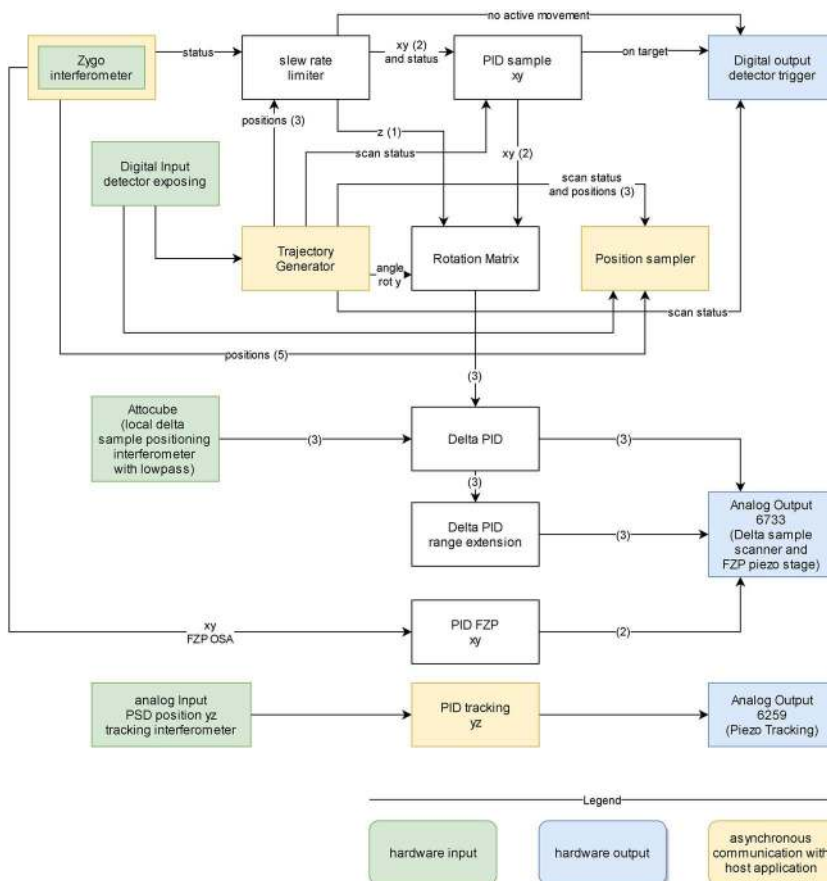 no active movement
Zygo
interferometer
status
slew rate
limiter
xy (2)
and status
PID sample
xy
on target
Digital output
detector trigger
positions (3)
z (1)
scan status
xy (2)
Digital Input
detector exposing
scan status
and positions (3)
Trajectory
Generator
angle
rot y
Rotation Matrix
Position sampler
scan status
positions (5)
(3)
Attocube
(local delta
sample positioning
interferometer
with lowpass)
(3)
Delta PID
(3)
(3)
Delta PID
range extension
(3)
Analog Output
6733
(Delta sample
scanner and
FZP piezo stage)
xy
FZP OSA
PID FZP
xy
(2)
analog Input
PSD position yz
tracking interferometer
PID tracking
yz
Analog Output
6259
(Piezo Tracking)
Legend
hardware input
hardware output
asynchronous
communication with
host application